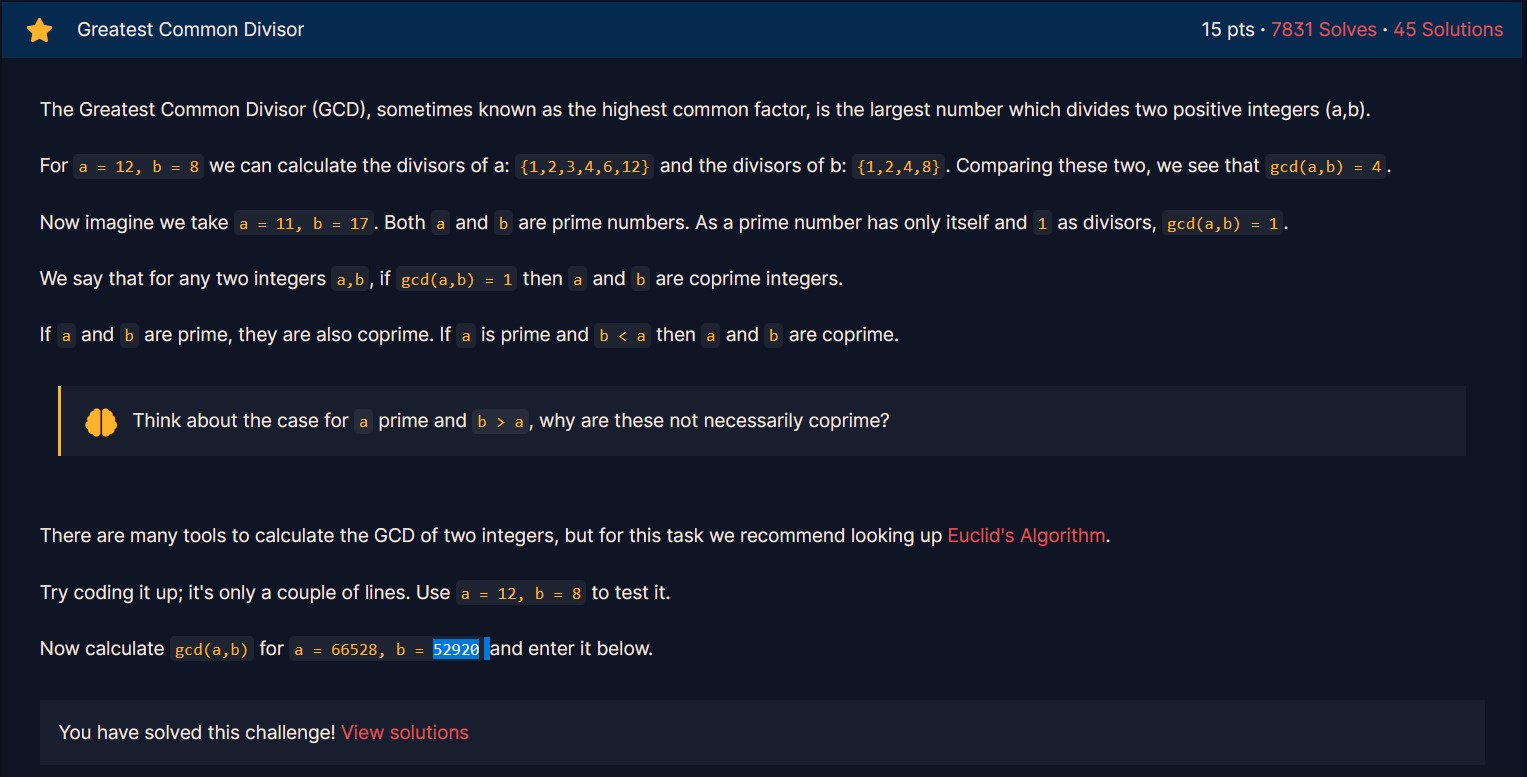 Greatest Common Divisor
15 pts · 7831 Solves · 45 Solutions
The Greatest Common Divisor (GCD), sometimes known as the highest common factor, is the largest number which divides two positive integers (a,b).
For a = 12, b = 8 we can calculate the divisors of a: {1,2,3,4,6,12} and the divisors of b: {1,2,4,8}. Comparing these two, we see that gcd(a,b) = 4.
Now imagine we take a = 11, b = 17. Both a and b are prime numbers. As a prime number has only itself and 1 as divisors, gcd(a,b) = 1.
We say that for any two integers a,b, if gcd(a,b) = 1 then a and b are coprime integers.
If a and b are prime, they are also coprime. If a is prime and b < a then a and b are coprime.
Think about the case for a prime and b > a, why are these not necessarily coprime?
There are many tools to calculate the GCD of two integers, but for this task we recommend looking up Euclid's Algorithm.
Try coding it up; it's only a couple of lines. Use a = 12, b = 8 to test it.
Now calculate gcd(a,b) for a = 66528, b = 52920 and enter it below.
You have solved this challenge! View solutions